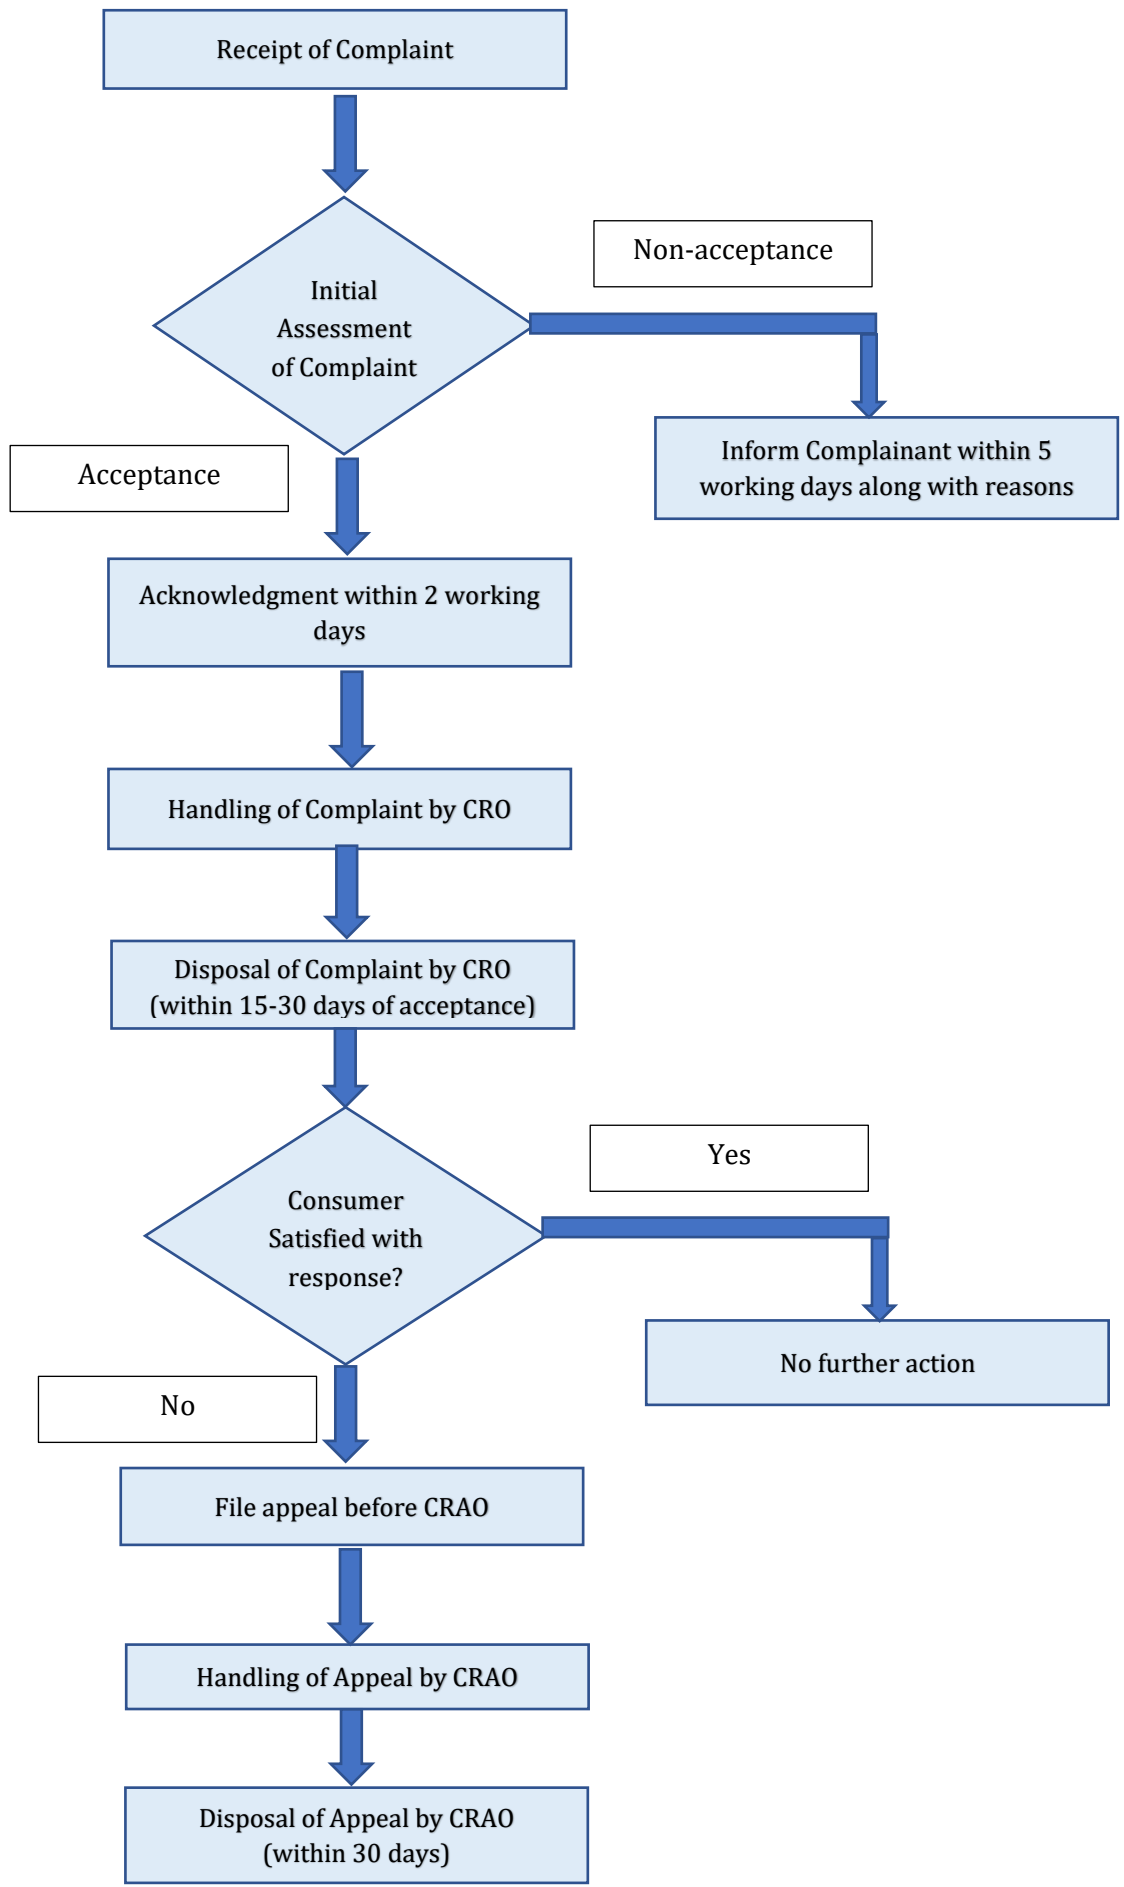 Receipt of Complaint
Initial
Assessment
of Complaint
Non-acceptance
Inform Complainant within 5
working days along with reasons
Acceptance
Acknowledgment within 2 working
days
Handling of Complaint by CRO
Disposal of Complaint by CRO
(within 15-30 days of acceptance)
Consumer
Satisfied with
response?
Yes
No further action
No
File appeal before CRAO
Handling of Appeal by CRAO
Disposal of Appeal by CRAO
(within 30 days)